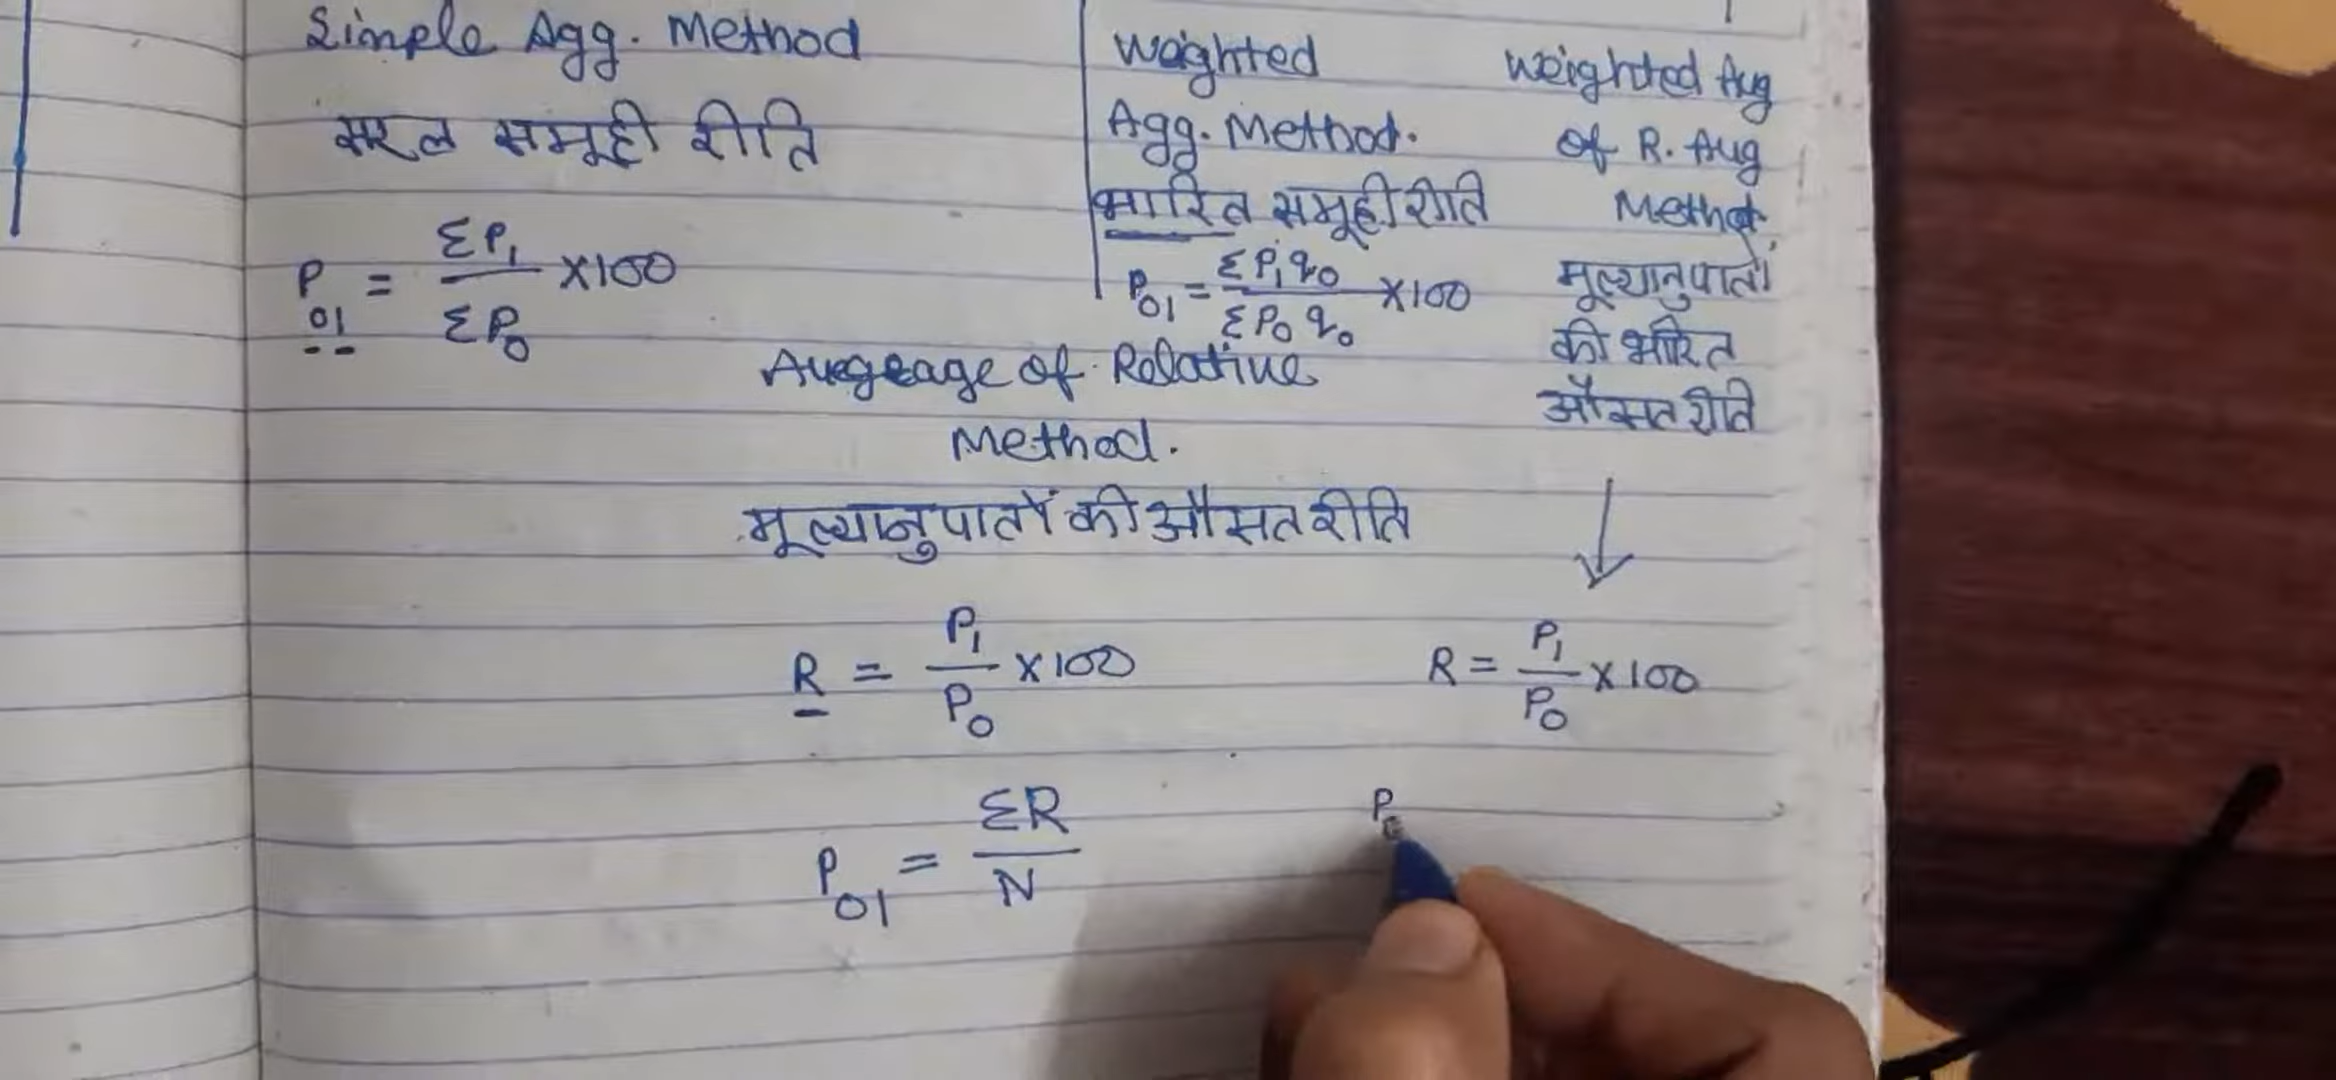 Simple Agg. Method
सरल समूही रीति
P01 = ΣP1 / ΣP0 ×100
Weighted
Agg. Method.
भारित समूही रीति
P01 = ΣP1q0 / ΣP0q0 ×100
Weighted Avg
of R. Avg
Method.
मूल्यानुपातों
की भारित
औसत रीति
Avegeage of Relative
Method.
मूल्यानुपातों की औसत रीति
R = P1 / P0 ×100
P01 = ΣR / N
R = P1 / P0 ×100
P0